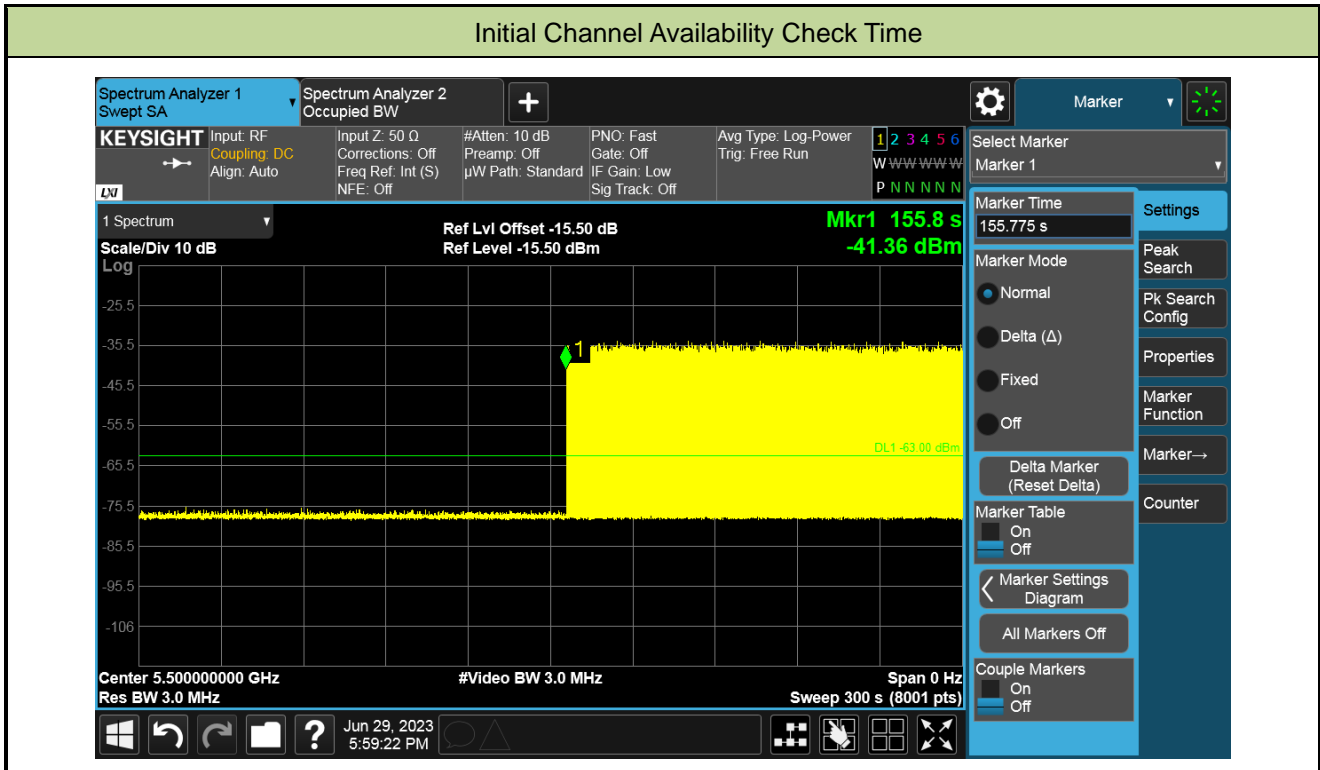 Initial Channel Availability Check Time
Spectrum Analyzer 1
Swept SA
Spectrum Analyzer 2
Occupied BW
Marker
KEYSIGHT
LXI
Input: RF
Coupling: DC
Align: Auto
Input Z: 50 Ω
Corrections: Off
Freq Ref: Int (S)
NFE: Off
#Atten: 10 dB
Preamp: Off
µW Path: Standard
PNO: Fast
Gate: Off
IF Gain: Low
Sig Track: Off
Avg Type: Log-Power
Trig: Free Run
1 2 3 4 5 6
W W W W W W
P N N N N N
Select Marker
Marker 1
1 Spectrum
Scale/Div 10 dB
Log
Ref Lvl Offset -15.50 dB
Ref Level -15.50 dBm
Mkr1 155.8 s
-41.36 dBm
-25.5
-35.5
-45.5
-55.5
-65.5
-75.5
-85.5
-95.5
-106
1
DL1 -63.00 dBm
Center 5.500000000 GHz
Res BW 3.0 MHz
#Video BW 3.0 MHz
Span 0 Hz
Sweep 300 s (8001 pts)
Marker Time
155.775 s
Marker Mode
Normal
Delta (Δ)
Fixed
Off
Delta Marker
(Reset Delta)
Marker Table
On
Off
Marker Settings
Diagram
All Markers Off
Couple Markers
On
Off
Settings
Peak
Search
Pk Search
Config
Properties
Marker
Function
Marker→
Counter
?
Jun 29, 2023
5:59:22 PM